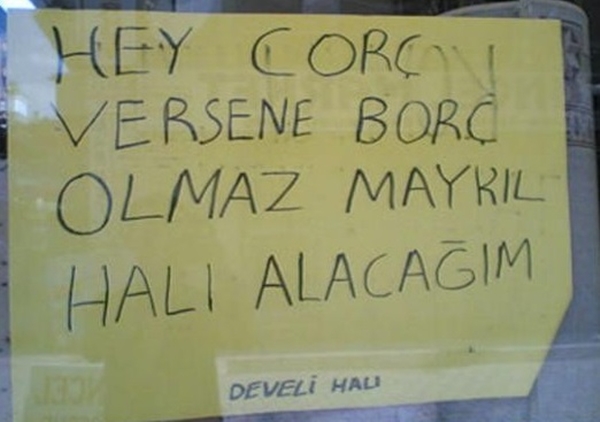 HEY CORÇ
VERSENE BORÇ
OLMAZ MAYKIL
HALI ALACAĞIM
DEVELİ HALI